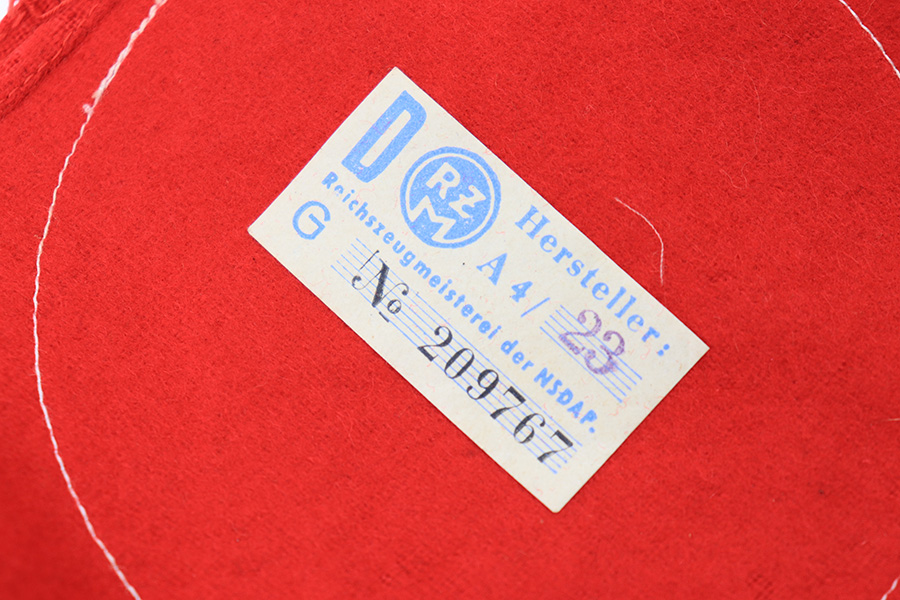 D RZM Hersteller:
A 4/23
Reichszeugmeisterei der NSDAP.
G № 209767